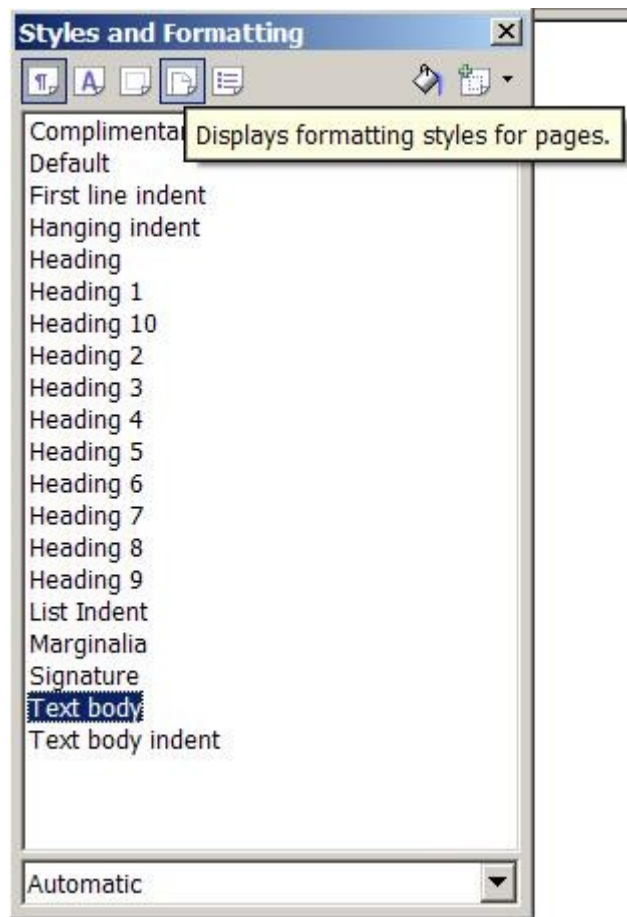 Styles and Formatting
Displays formatting styles for pages.
Complimenta
Default
First line indent
Hanging indent
Heading
Heading 1
Heading 10
Heading 2
Heading 3
Heading 4
Heading 5
Heading 6
Heading 7
Heading 8
Heading 9
List Indent
Marginalia
Signature
Text body
Text body indent
Automatic